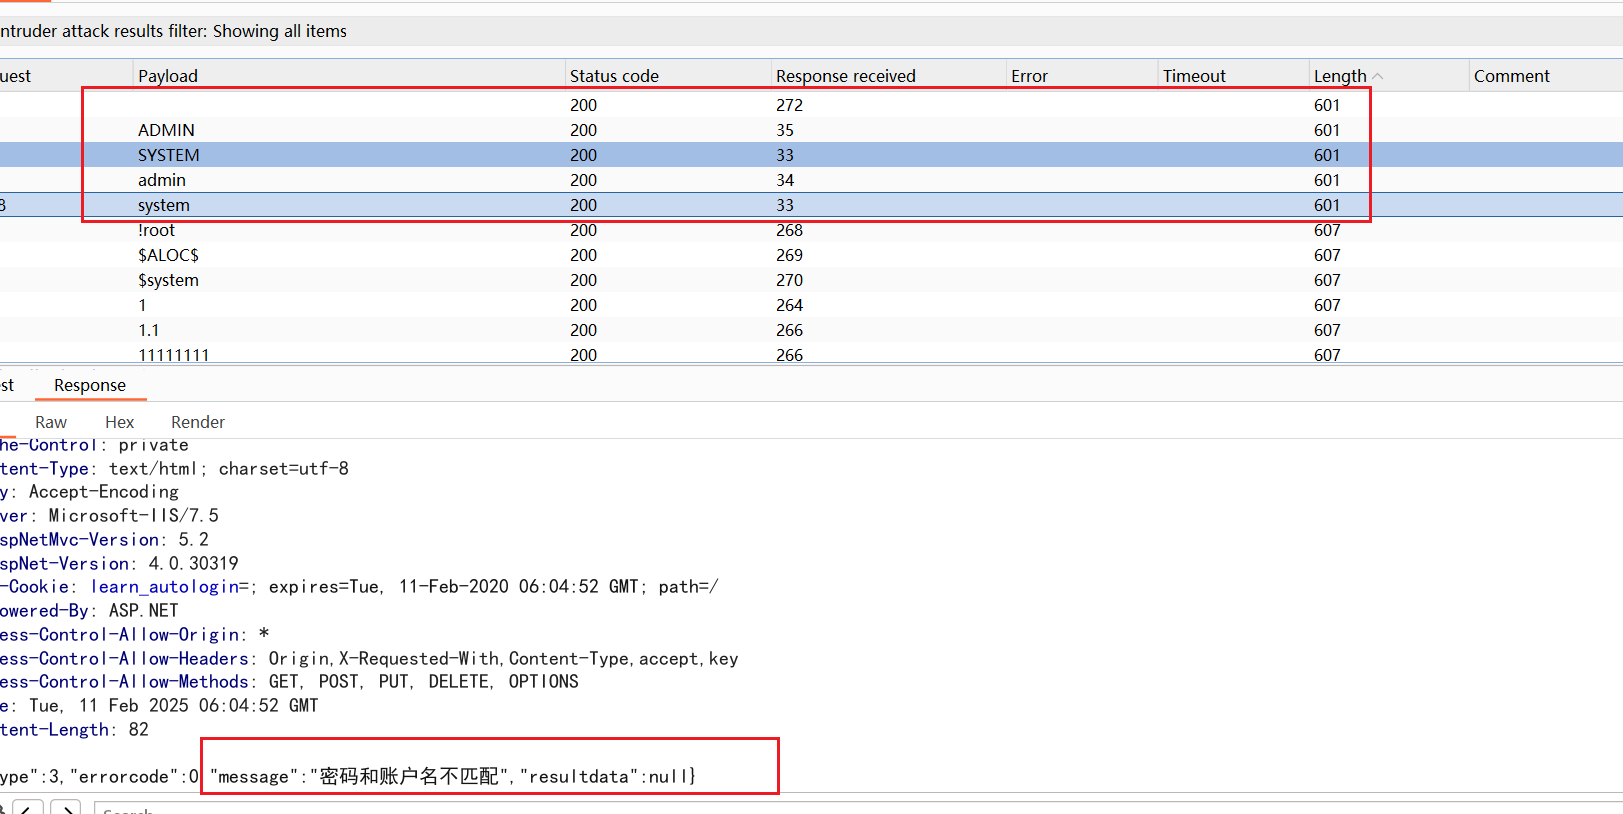 ntruder attack results filter: Showing all items
uest Payload Status code Response received Error Timeout Length Comment
200 272 601
ADMIN 200 35 601
SYSTEM 200 33 601
admin 200 34 601
8 system 200 33 601
!root 200 268 607
$ALOC$ 200 269 607
$system 200 270 607
1 200 264 607
1.1 200 266 607
11111111 200 266 607
st Response
Raw Hex Render
he-Control: private
tent-Type: text/html; charset=utf-8
y: Accept-Encoding
ver: Microsoft-IIS/7.5
spNetMvc-Version: 5.2
spNet-Version: 4.0.30319
-Cookie: learn_autologin=; expires=Tue, 11-Feb-2020 06:04:52 GMT; path=/
owered-By: ASP.NET
ess-Control-Allow-Origin: *
ess-Control-Allow-Headers: Origin,X-Requested-With,Content-Type,accept,key
ess-Control-Allow-Methods: GET, POST, PUT, DELETE, OPTIONS
e: Tue, 11 Feb 2025 06:04:52 GMT
tent-Length: 82
ype":3,"errorcode":0,"message":"密码和账户名不匹配","resultdata":null}
Search